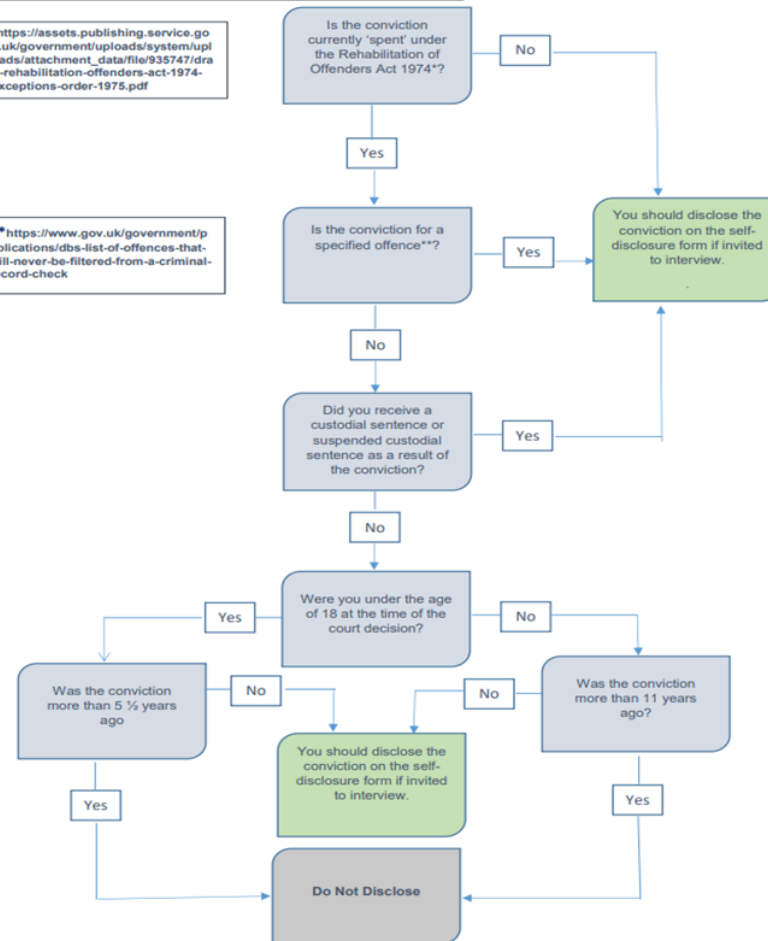 https://assets.publishing.service.go
.uk/government/uploads/system/upl
ads/attachment_data/file/935747/dra
-rehabilitation-offenders-act-1974-
xceptions-order-1975.pdf
Is the conviction
currently 'spent' under
the Rehabilitation of
Offenders Act 1974*?
No
Yes
*https://www.gov.uk/government/p
blications/dbs-list-of-offences-that-
ill-never-be-filtered-from-a-criminal-
cord-check
Is the conviction for a
specified offence**?
Yes
You should disclose the
conviction on the self-
disclosure form if invited
to interview.
.
No
Did you receive a
custodial sentence or
suspended custodial
sentence as a result of
the conviction?
Yes
No
Were you under the age
of 18 at the time of the
court decision?
Yes
No
Was the conviction
more than 5 ½ years
ago
No
No
Was the conviction
more than 11 years
ago?
You should disclose the
conviction on the self-
disclosure form if invited
to interview.
Yes
Yes
Do Not Disclose